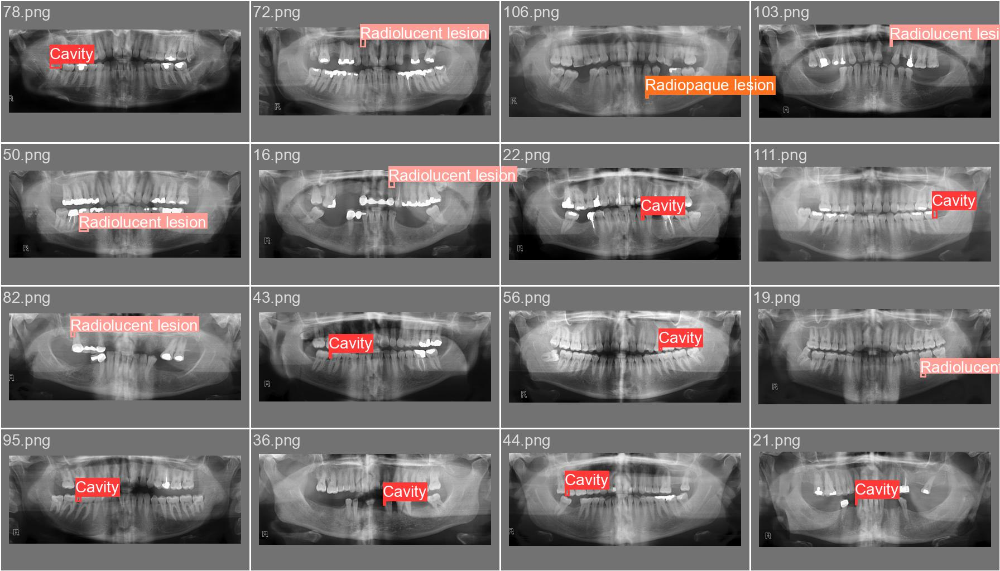 78.png
Cavity
R
72.png
Radiolucent lesion
R
106.png
Radiopaque lesion
R
103.png
Radiolucent lesi
R
50.png
Radiolucent lesion
R
16.png
Radiolucent lesion
R
22.png
Cavity
R
111.png
Cavity
R
82.png
Radiolucent lesion
R
43.png
Cavity
R
56.png
Cavity
R
19.png
Radiolucent
R
95.png
Cavity
R
36.png
Cavity
R
44.png
Cavity
R
21.png
Cavity
R